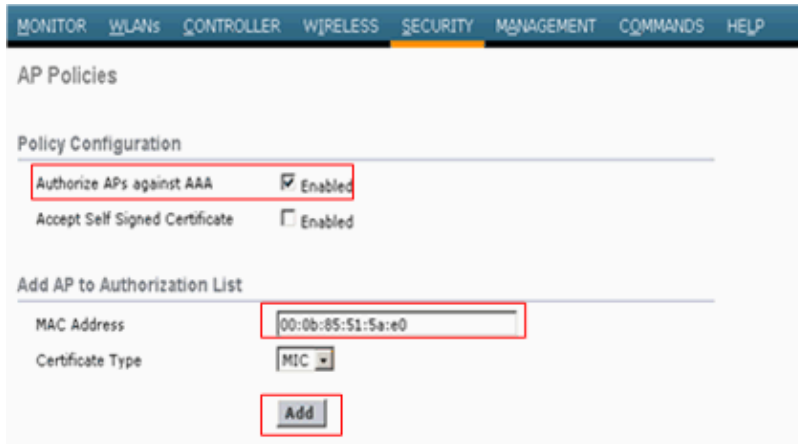 MONITOR WLANs CONTROLLER WIRELESS SECURITY MANAGEMENT COMMANDS HELP
AP Policies
Policy Configuration
Authorize APs against AAA Enabled
Accept Self Signed Certificate Enabled
Add AP to Authorization List
MAC Address 00:0b:85:51:5a:e0
Certificate Type MIC
Add